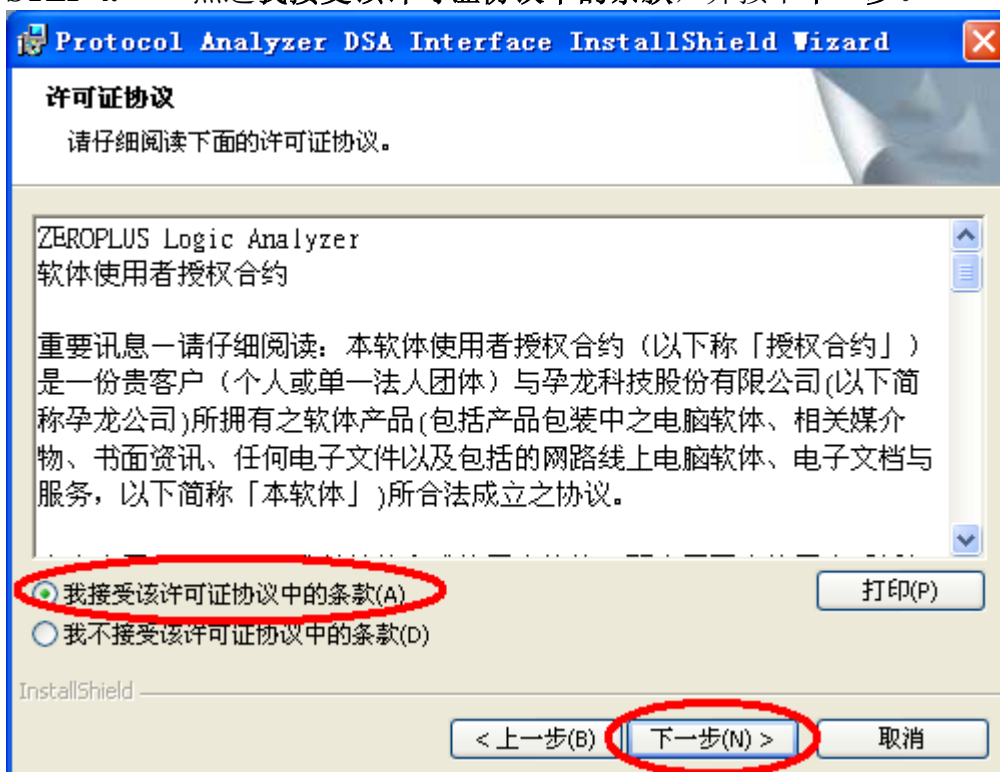 Protocol Analyzer DSA Interface InstallShield Wizard
许可证协议
请仔细阅读下面的许可证协议。
ZEROPLUS Logic Analyzer
软体使用者授权合约
重要讯息－请仔细阅读：本软体使用者授权合约（以下称「授权合约」）
是一份贵客户（个人或单一法人团体）与孕龙科技股份有限公司(以下简
称孕龙公司)所拥有之软体产品(包括产品包装中之电脑软体、相关媒介
物、书面资讯、任何电子文件以及包括的网路线上电脑软体、电子文档与
服务，以下简称「本软体」)所合法成立之协议。
我接受该许可证协议中的条款(A)
打印(P)
我不接受该许可证协议中的条款(D)
InstallShield
< 上一步(B)
下一步(N) >
取消